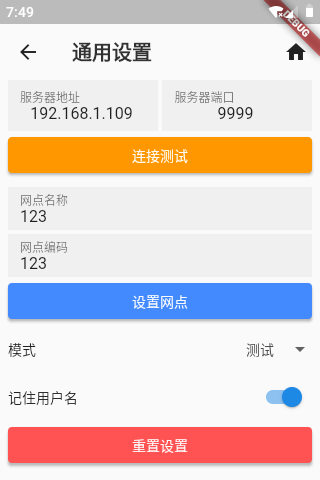 7:49
DEBUG
通用设置
服务器地址 服务器端口
192.168.1.109 9999
连接测试
网点名称
123
网点编码
123
设置网点
模式 测试
记住用户名
重置设置